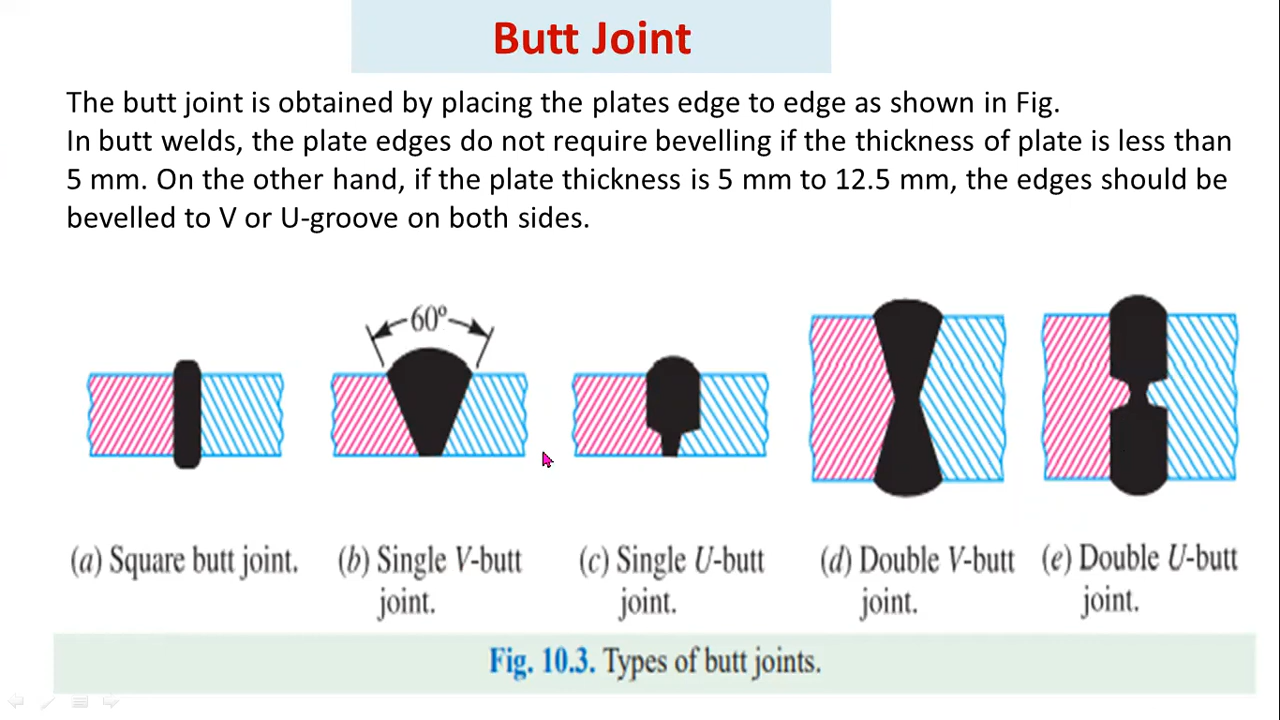 Butt Joint
The butt joint is obtained by placing the plates edge to edge as shown in Fig.
In butt welds, the plate edges do not require bevelling if the thickness of plate is less than
5 mm. On the other hand, if the plate thickness is 5 mm to 12.5 mm, the edges should be
bevelled to V or U-groove on both sides.
60º
(a) Square butt joint.
(b) Single V-butt
joint.
(c) Single U-butt
joint.
(d) Double V-butt
joint.
(e) Double U-butt
joint.
Fig. 10.3. Types of butt joints.